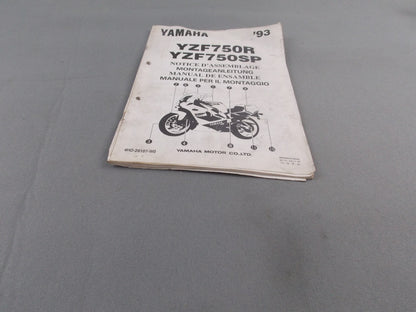 YAMAHA '93
YZF750R
YZF750SP
NOTICE D'ASSEMBLAGE
MONTAGEANLEITUNG
MANUAL DE ENSAMBLE
MANUALE PER IL MONTAGGIO
YAMAHA MOTOR CO., LTD.